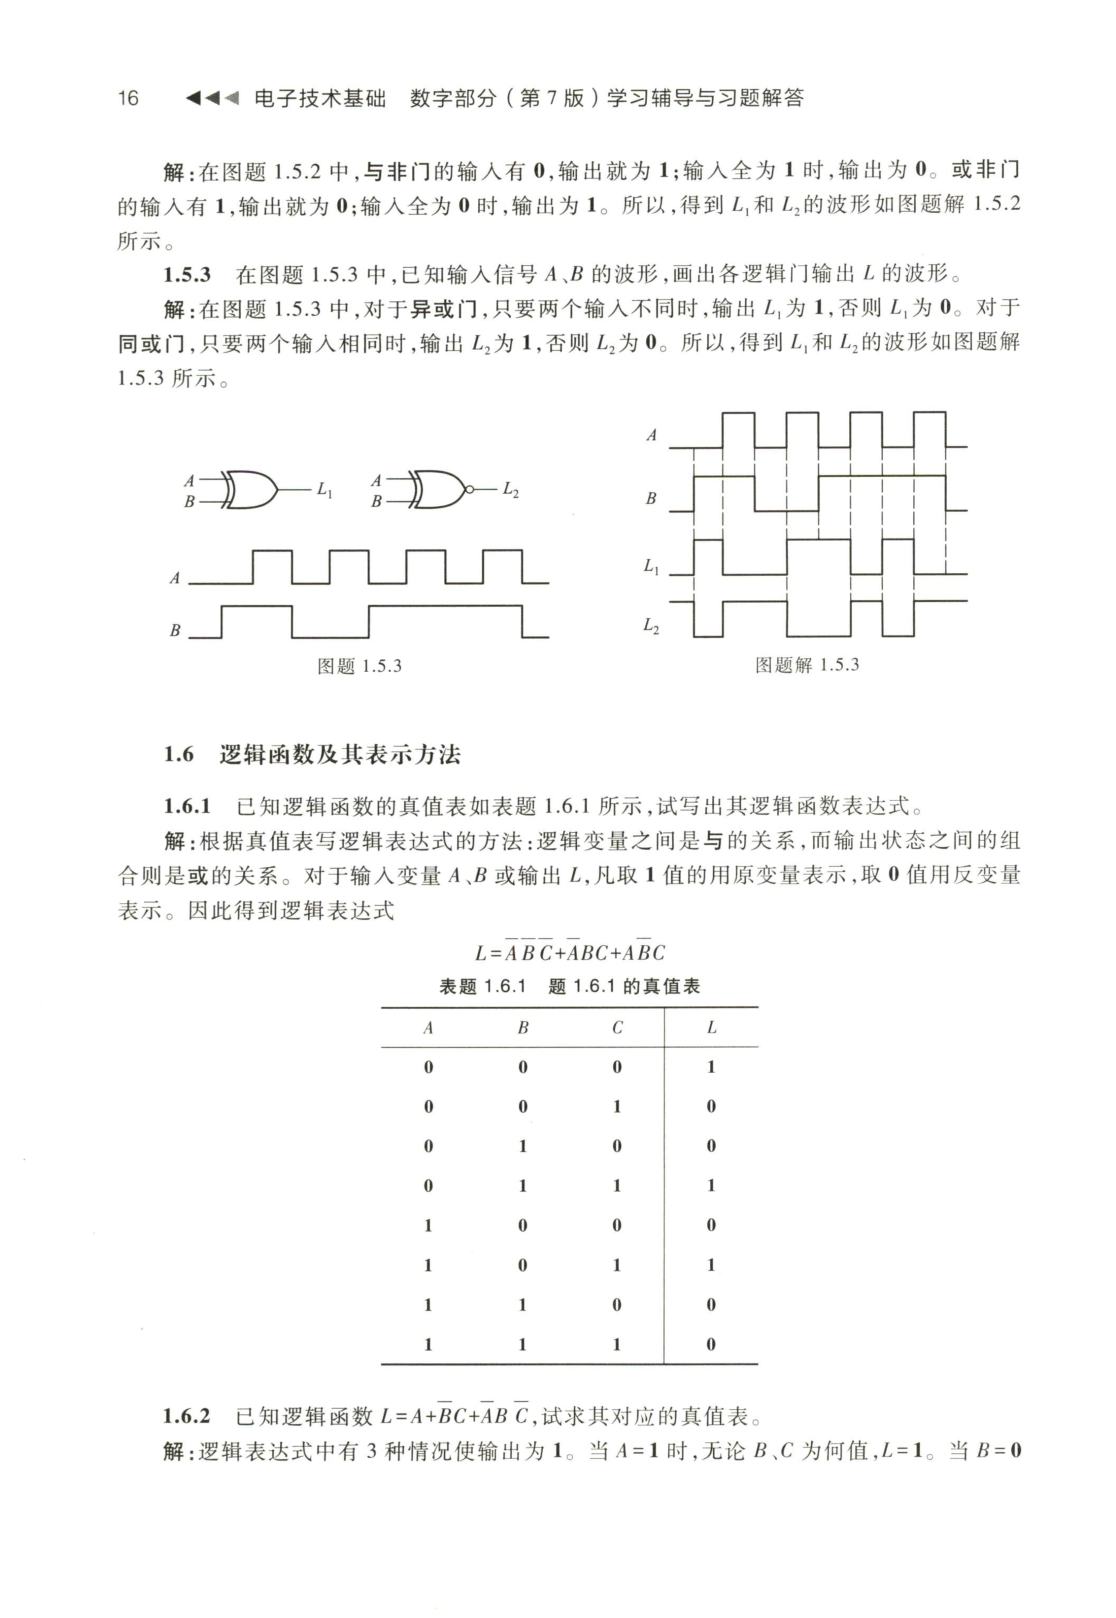 16 ◀◀◀ 电子技术基础 数字部分（第 7 版）学习辅导与习题解答
解:在图题 1.5.2 中,与非门的输入有 0,输出就为 1;输入全为 1 时,输出为 0。或非门
的输入有 1,输出就为 0;输入全为 0 时,输出为 1。所以,得到 L₁和 L₂的波形如图题解 1.5.2
所示。
1.5.3 在图题 1.5.3 中,已知输入信号 A、B 的波形,画出各逻辑门输出 L 的波形。
解:在图题 1.5.3 中,对于异或门,只要两个输入不同时,输出 L₁为 1,否则 L₁为 0。对于
同或门,只要两个输入相同时,输出 L₂为 1,否则 L₂为 0。所以,得到 L₁和 L₂的波形如图题解
1.5.3 所示。
A
B
L₁
A
B
L₂
A
B
图题 1.5.3
A
B
L₁
L₂
图题解 1.5.3
1.6 逻辑函数及其表示方法
1.6.1 已知逻辑函数的真值表如表题 1.6.1 所示,试写出其逻辑函数表达式。
解:根据真值表写逻辑表达式的方法:逻辑变量之间是与的关系,而输出状态之间的组
合则是或的关系。对于输入变量 A、B 或输出 L,凡取 1 值的用原变量表示,取 0 值用反变量
表示。因此得到逻辑表达式
L=A̅ B̅ C̅+A̅BC+AB̅C
表题 1.6.1 题 1.6.1 的真值表
A B C L
0 0 0 1
0 0 1 0
0 1 0 0
0 1 1 1
1 0 0 0
1 0 1 1
1 1 0 0
1 1 1 0
1.6.2 已知逻辑函数 L=A+B̅C+A̅B C̅,试求其对应的真值表。
解:逻辑表达式中有 3 种情况使输出为 1。当 A=1 时,无论 B、C 为何值,L=1。当 B=0